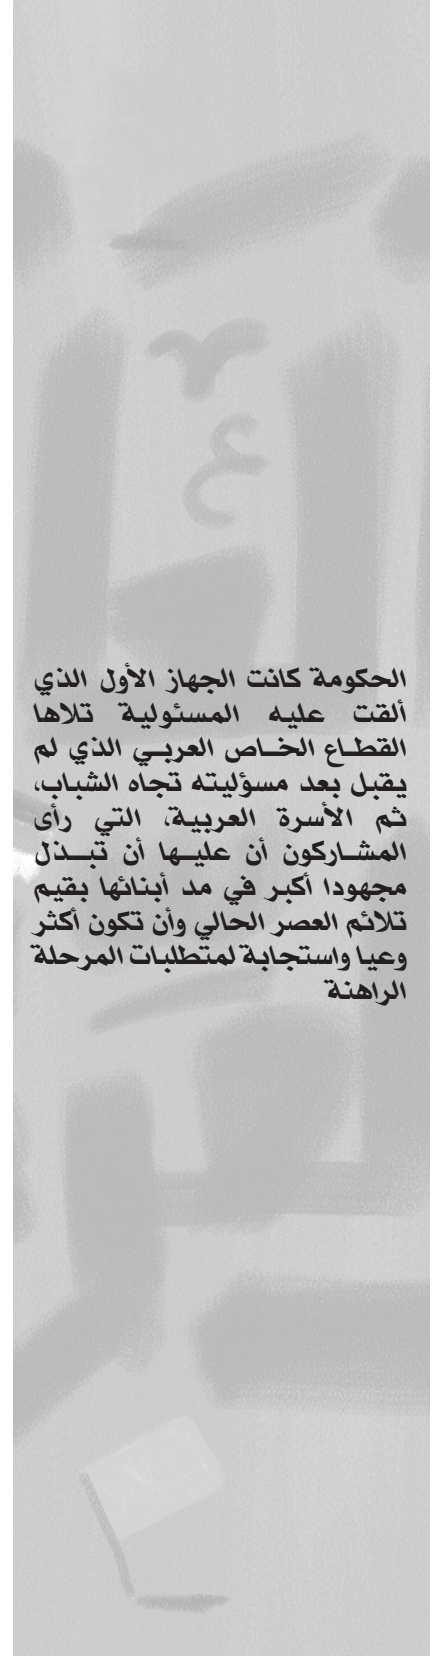 الحكومة كانت الجهاز الأول الذي
ألقت عليه المسئولية تلاها
القطاع الخاص العربي الذي لم
يقبل بعد مسؤليته تجاه الشباب،
ثم الأسرة العربية، التي رأى
المشاركون أن عليها أن تبذل
مجهودا أكبر في مد أبنائها بقيم
تلائم العصر الحالي وأن تكون أكثر
وعيا واستجابة لمتطلبات المرحلة
الراهنة